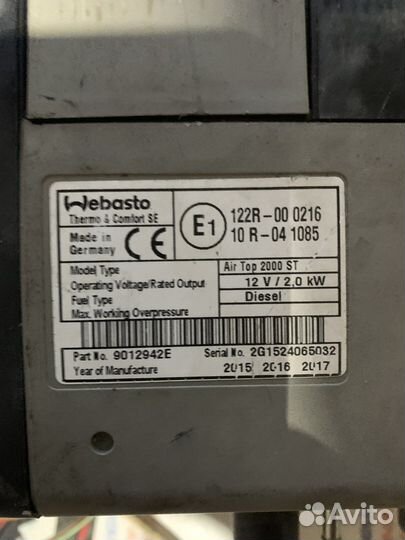 Webasto
Thermo & Comfort SE
Made in
Germany
CE
E1
122R-00 0216
10 R-04 1085
Model Type
Air Top 2000 ST
Operating Voltage/Rated Output
12 V / 2,0 kW
Fuel Type
Diesel
Max. Working Overpressure
Part No. 9012942E
Serial No. 2G1524065032
Year of Manufacture
2015 2016 2017
Avito